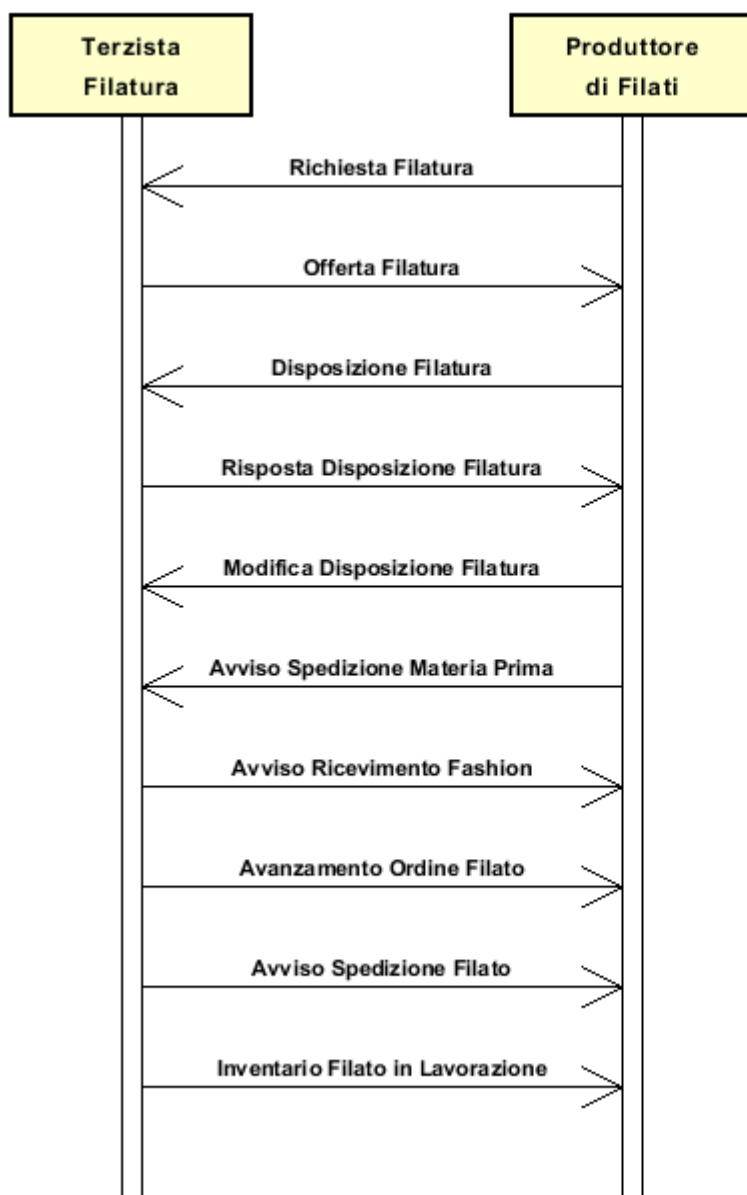 Terzista
Filatura
Produttore
di Filati
Richiesta Filatura
Offerta Filatura
Disposizione Filatura
Risposta Disposizione Filatura
Modifica Disposizione Filatura
Avviso Spedizione Materia Prima
Avviso Ricevimento Fashion
Avanzamento Ordine Filato
Avviso Spedizione Filato
Inventario Filato in Lavorazione